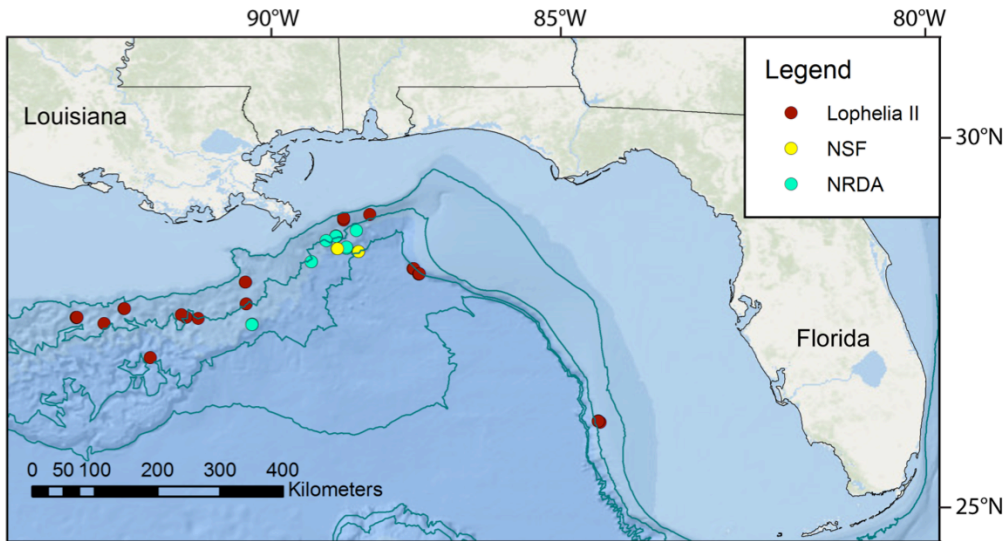 90°W 85°W 80°W
Legend
Louisiana
Lophelia II
30°N
NSF
NRDA
Florida
0 50 100 200 300 400
Kilometers
25°N